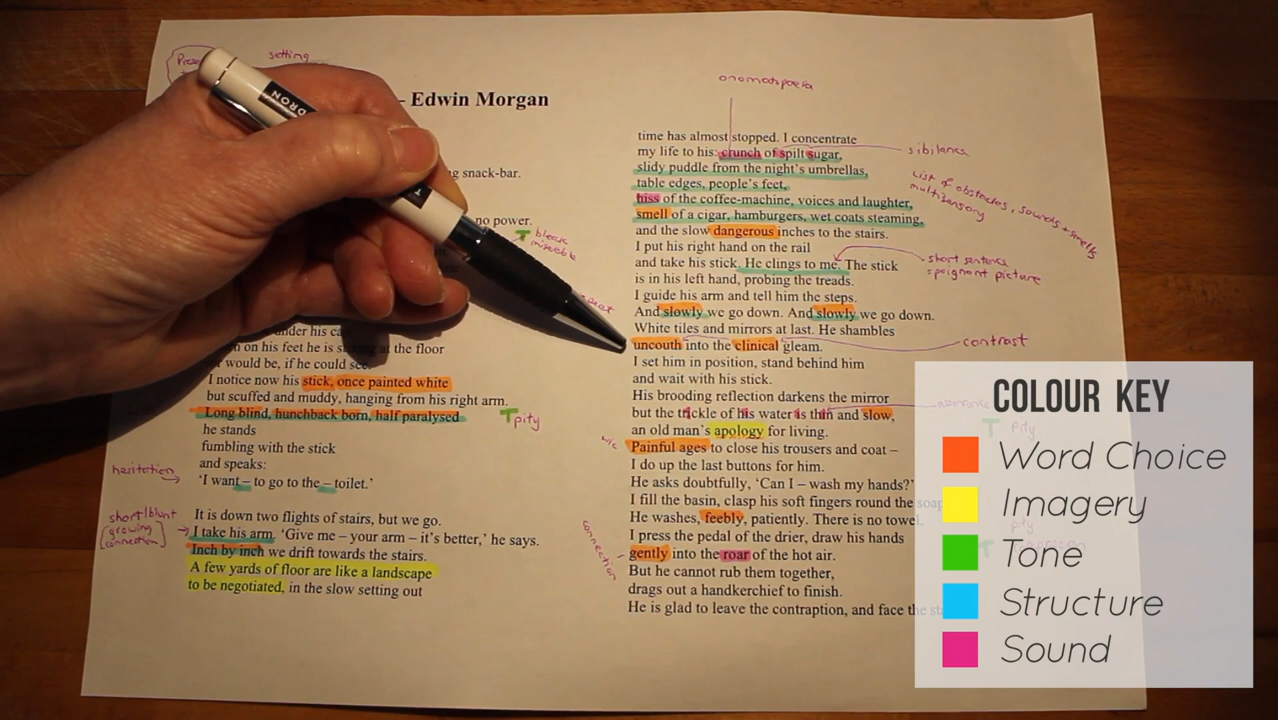 setting
– Edwin Morgan
snack-bar.
no power.
T bleak
miserable
under his
on his feet he is staring at the floor
would be, if he could see.
I notice now his stick, once painted white
but scuffed and muddy, hanging from his right arm.
Long blind, hunchback born, half paralysed
T pity
he stands
fumbling with the stick
and speaks:
hesitation
'I want – to go to the – toilet.'
It is down two flights of stairs, but we go.
short/blunt
growing
connection
I take his arm. 'Give me – your arm – it's better,' he says.
Inch by inch we drift towards the stairs.
A few yards of floor are like a landscape
to be negotiated, in the slow setting out
onomatopoeia
time has almost stopped. I concentrate
my life to his: crunch of spilt sugar,
sibilance
slidy puddle from the night's umbrellas,
table edges, people's feet,
hiss of the coffee-machine, voices and laughter,
smell of a cigar, hamburgers, wet coats steaming,
list of obstacles, sounds + smells
multisensory
and the slow dangerous inches to the stairs.
I put his right hand on the rail
and take his stick. He clings to me. The stick
short sentence
= poignant picture
is in his left hand, probing the treads.
I guide his arm and tell him the steps.
And slowly we go down. And slowly we go down.
White tiles and mirrors at last. He shambles
uncouth into the clinical gleam.
contrast
I set him in position, stand behind him
and wait with his stick.
His brooding reflection darkens the mirror
but the trickle of his water is thin and slow,
an old man's apology for living.
w/c
Painful ages to close his trousers and coat –
I do up the last buttons for him.
He asks doubtfully, 'Can I – wash my hands?'
I fill the basin, clasp his soft fingers round the soap.
He washes, feebly, patiently. There is no towel.
I press the pedal of the drier, draw his hands
gently into the roar of the hot air.
connection
But he cannot rub them together,
drags out a handkerchief to finish.
He is glad to leave the contraption, and face the
T pity
COLOUR KEY
Word Choice
Imagery
Tone
Structure
Sound